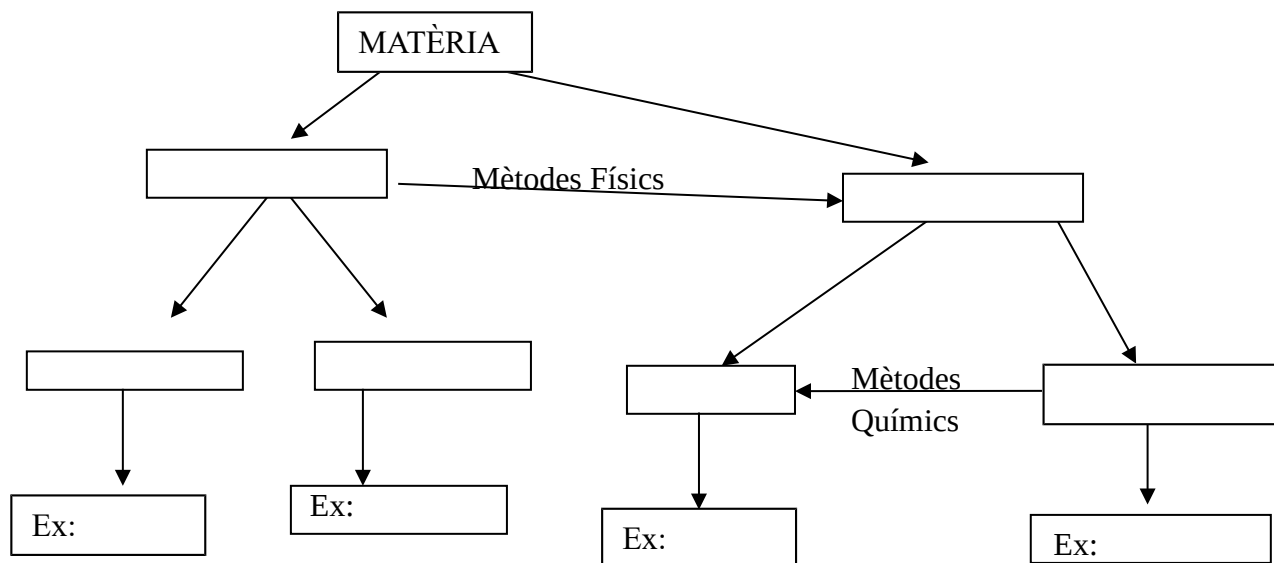 MATÈRIA
Mètodes Físics
Mètodes
Químics
Ex:
Ex:
Ex:
Ex: